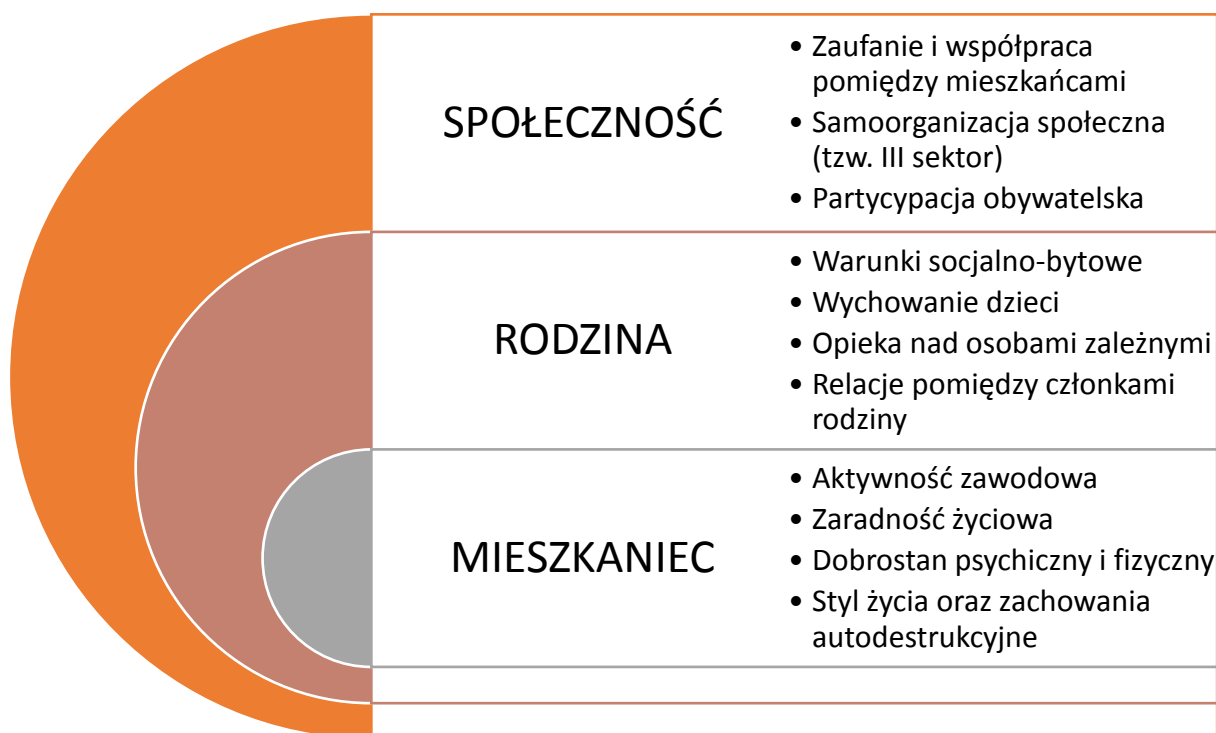 SPOŁECZNOŚĆ
• Zaufanie i współpraca
pomiędzy mieszkańcami
• Samoorganizacja społeczna
(tzw. III sektor)
• Partycypacja obywatelska
RODZINA
• Warunki socjalno-bytowe
• Wychowanie dzieci
• Opieka nad osobami zależnymi
• Relacje pomiędzy członkami
rodziny
MIESZKANIEC
• Aktywność zawodowa
• Zaradność życiowa
• Dobrostan psychiczny i fizyczny
• Styl życia oraz zachowania
autodestrukcyjne